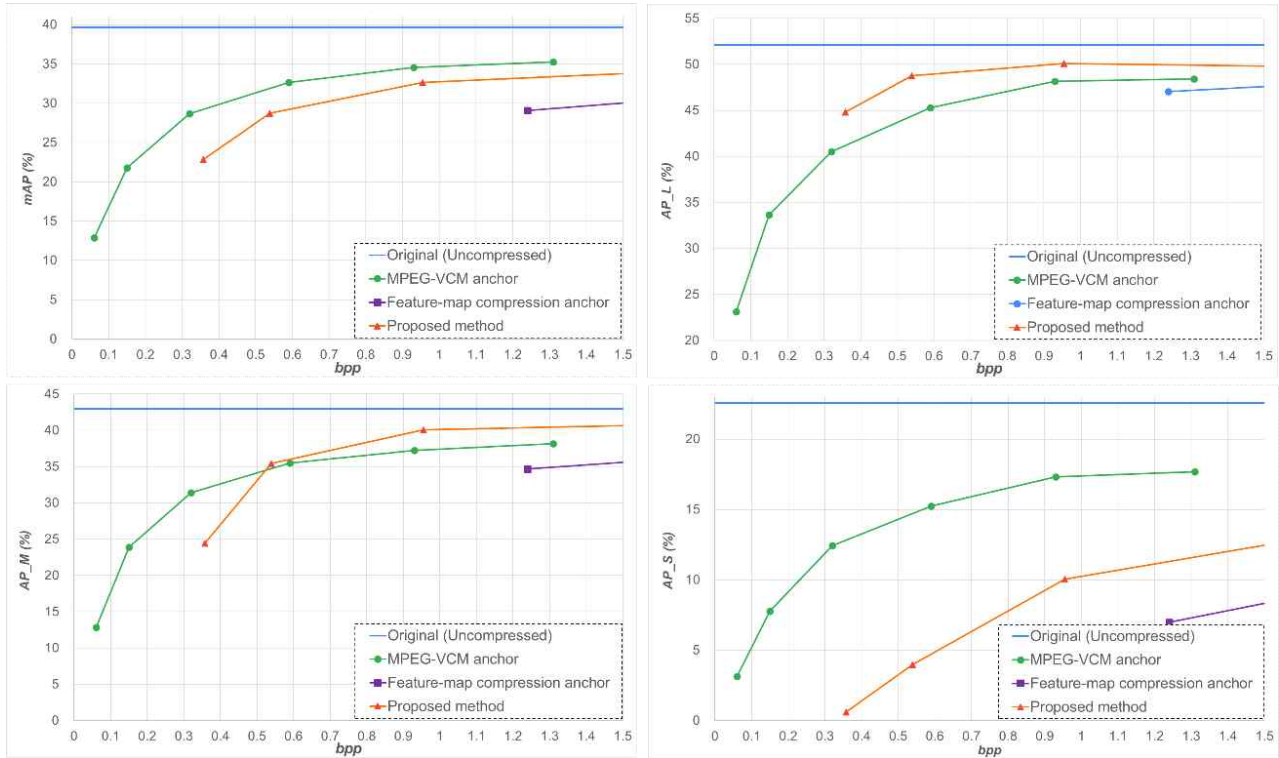 40
35
30
25
20
15
10
5
0
mAP (%)
Original (Uncompressed)
MPEG-VCM anchor
Feature-map compression anchor
Proposed method
0 0.1 0.2 0.3 0.4 0.5 0.6 0.7 0.8 0.9 1 1.1 1.2 1.3 1.4 1.5
bpp
55
50
45
40
35
30
25
20
AP_L (%)
Original (Uncompressed)
MPEG-VCM anchor
Feature-map compression anchor
Proposed method
0 0.1 0.2 0.3 0.4 0.5 0.6 0.7 0.8 0.9 1 1.1 1.2 1.3 1.4 1.5
bpp
45
40
35
30
25
20
15
10
5
0
AP_M (%)
Original (Uncompressed)
MPEG-VCM anchor
Feature-map compression anchor
Proposed method
0 0.1 0.2 0.3 0.4 0.5 0.6 0.7 0.8 0.9 1 1.1 1.2 1.3 1.4 1.5
bpp
20
15
10
5
0
AP_S (%)
Original (Uncompressed)
MPEG-VCM anchor
Feature-map compression anchor
Proposed method
0 0.1 0.2 0.3 0.4 0.5 0.6 0.7 0.8 0.9 1 1.1 1.2 1.3 1.4 1.5
bpp